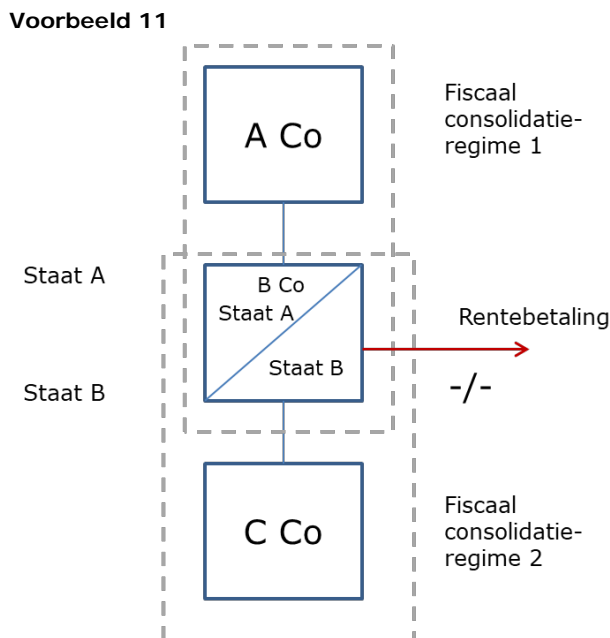 Voorbeeld 11
A Co
Fiscaal
consolidatie-
regime 1
Staat A
B Co
Staat A
Staat B
Rentebetaling
-/-
Staat B
C Co
Fiscaal
consolidatie-
regime 2